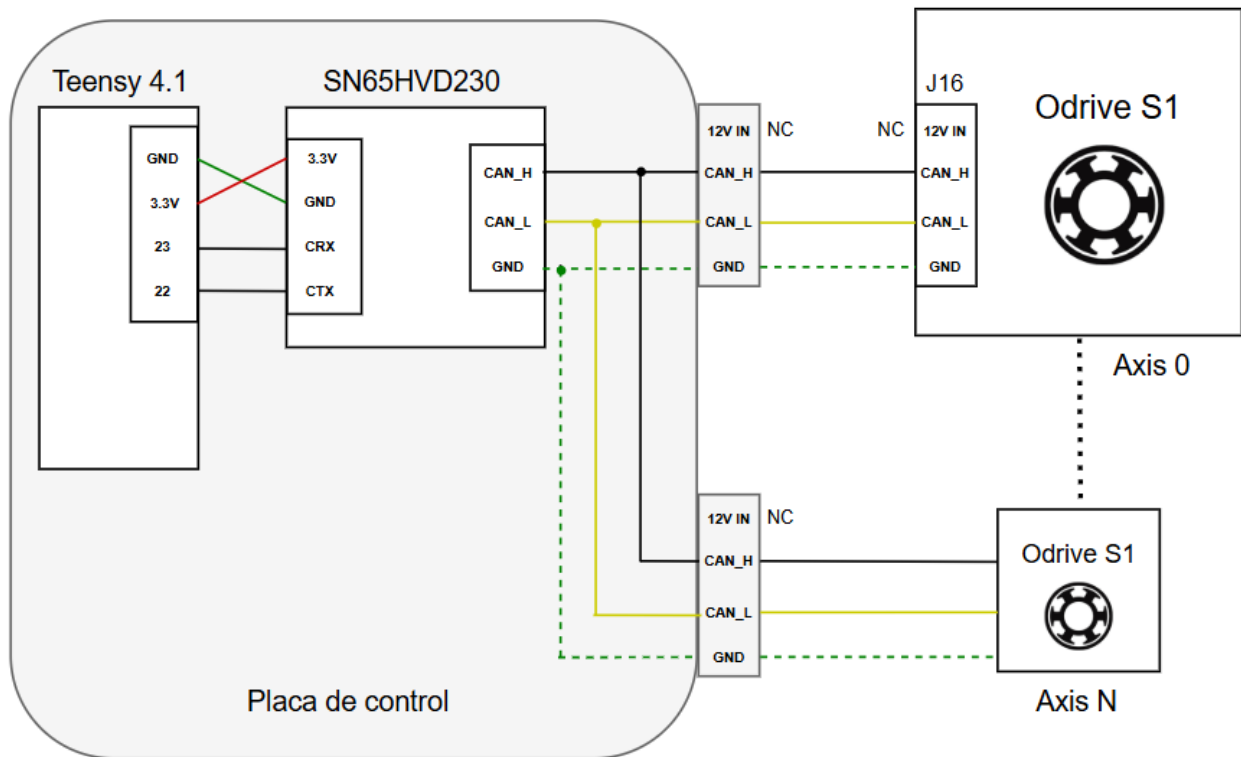 Teensy 4.1
GND
3.3V
23
22
SN65HVD230
3.3V
GND
CRX
CTX
CAN_H
CAN_L
GND
12V IN
CAN_H
CAN_L
GND
NC
NC
J16
12V IN
CAN_H
CAN_L
GND
Odrive S1
Axis 0
12V IN
CAN_H
CAN_L
GND
NC
Odrive S1
Axis N
Placa de control